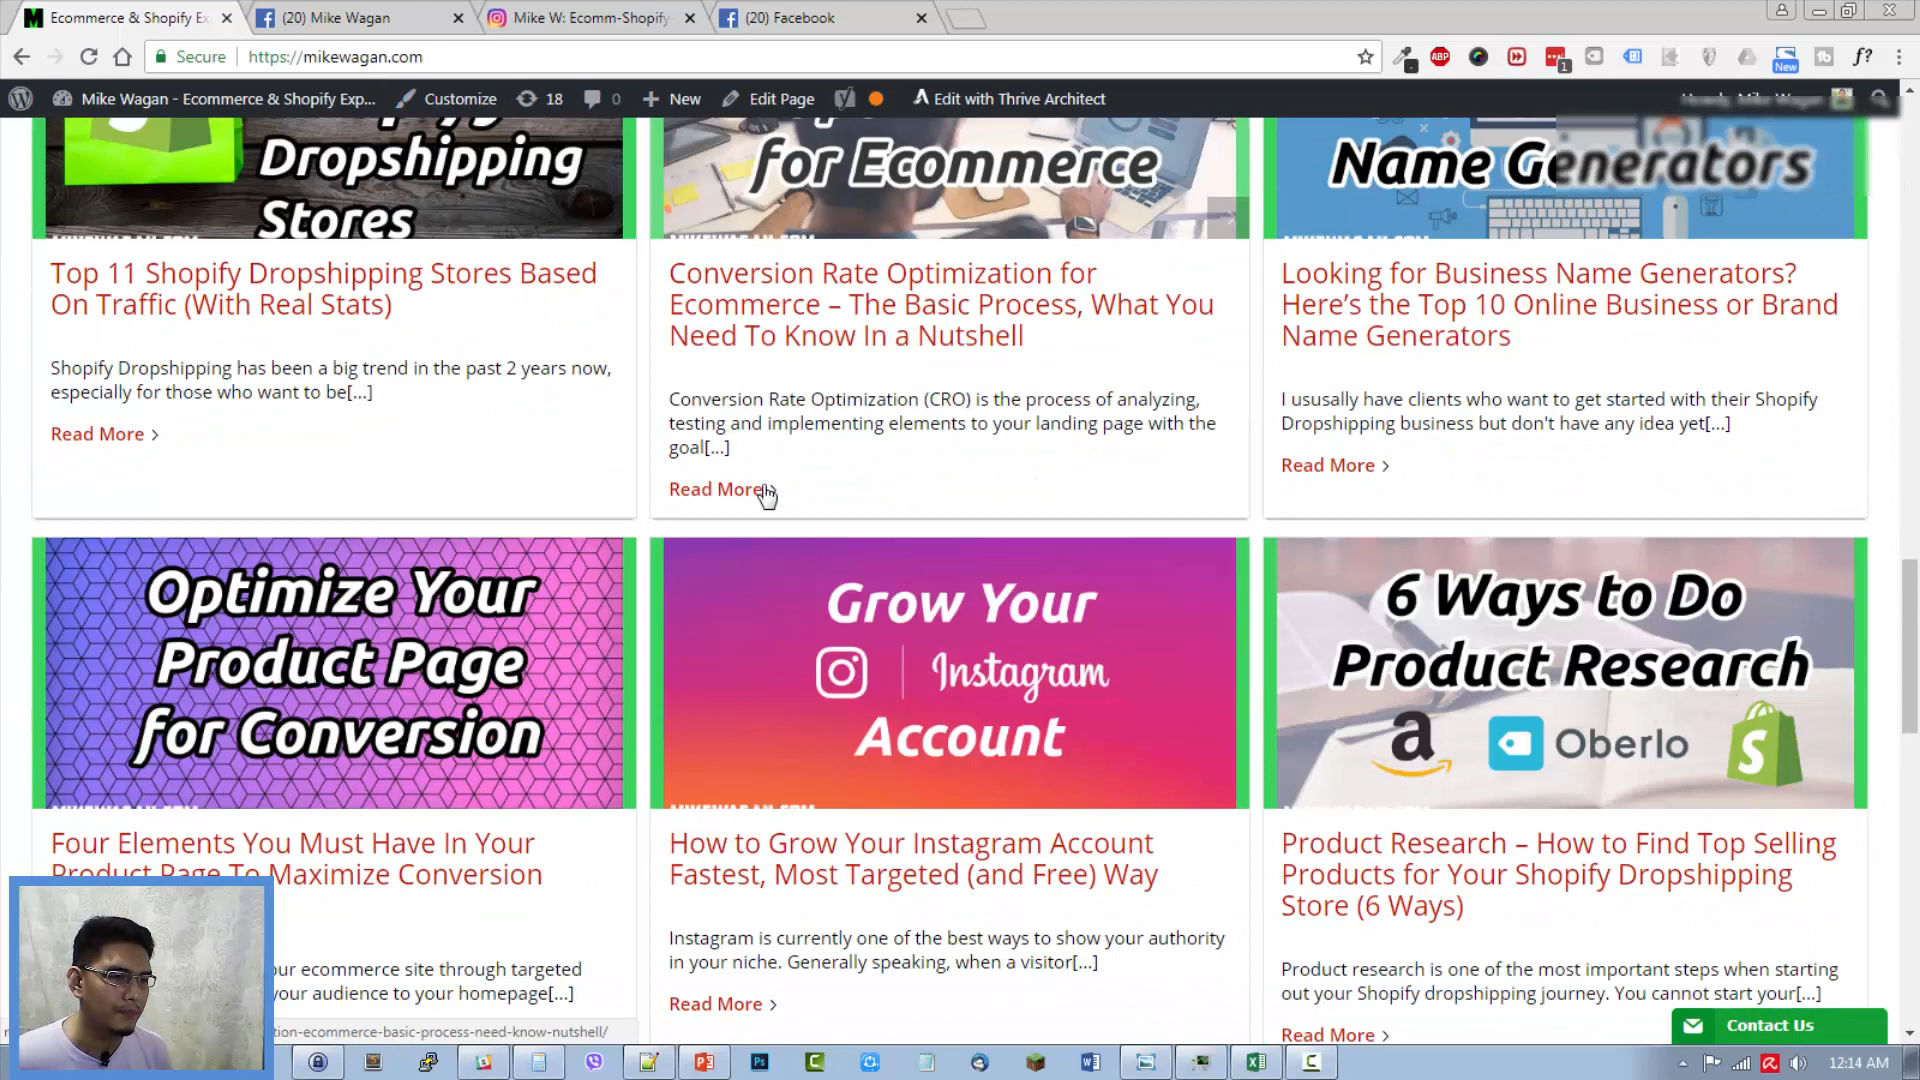 Ecommerce & Shopify Ex
(20) Mike Wagan
Mike W: Ecomm-Shopify-
(20) Facebook
Secure
https://mikewagan.com
ABP
1
New
f?
Mike Wagan - Ecommerce & Shopify Exp...
Customize
18
0
New
Edit Page
Edit with Thrive Architect
Howdy, Mike Wagan
Dropshipping
Stores
for Ecommerce
Name Generators
Top 11 Shopify Dropshipping Stores Based
On Traffic (With Real Stats)
Shopify Dropshipping has been a big trend in the past 2 years now,
especially for those who want to be[...]
Read More
Conversion Rate Optimization for
Ecommerce – The Basic Process, What You
Need To Know In a Nutshell
Conversion Rate Optimization (CRO) is the process of analyzing,
testing and implementing elements to your landing page with the
goal[...]
Read More
Looking for Business Name Generators?
Here's the Top 10 Online Business or Brand
Name Generators
I ususally have clients who want to get started with their Shopify
Dropshipping business but don't have any idea yet[...]
Read More
Optimize Your
Product Page
for Conversion
Grow Your
Instagram
Account
6 Ways to Do
Product Research
a
Oberlo
S
Four Elements You Must Have In Your
Product Page To Maximize Conversion
our ecommerce site through targeted
your audience to your homepage[...]
How to Grow Your Instagram Account
Fastest, Most Targeted (and Free) Way
Instagram is currently one of the best ways to show your authority
in your niche. Generally speaking, when a visitor[...]
Read More
Product Research – How to Find Top Selling
Products for Your Shopify Dropshipping
Store (6 Ways)
Product research is one of the most important steps when starting
out your Shopify dropshipping journey. You cannot start your[...]
Read More
tion-ecommerce-basic-process-need-know-nutshell/
Contact Us
12:14 AM